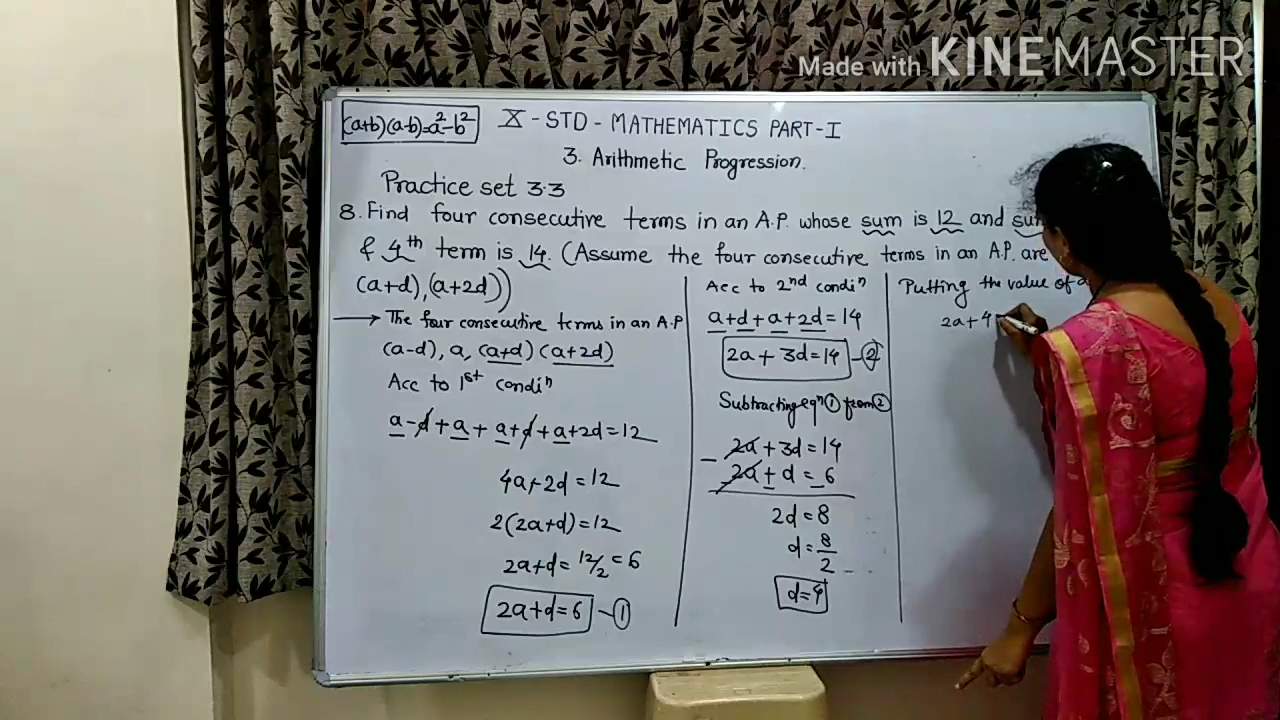 Made with KINEMASTER
(a+b)(a-b)=a²-b²
X - STD - MATHEMATICS PART-I
3. Arithmetic Progression.
Practice set 3.3
8. Find four consecutive terms in an A.P. whose sum is 12 and sum
& 4th term is 14. (Assume the four consecutive terms in an A.P. are
(a+d), (a+2d))
→ The four consecutive terms in an A.P
(a-d), a, (a+d) (a+2d)
Acc to 1st condin
a-d+a+a+d+a+2d=12
4a+2d=12
2(2a+d)=12
2a+d=12/2=6
2a+d=6 -①
Acc to 2nd condin
a+d+a+2d=14
2a+3d=14 -②
Subtracting eqn ① from ②
2a+3d=14
- 2a+d=6
2d=8
d=8/2
d=4
Putting the value of
2a+4